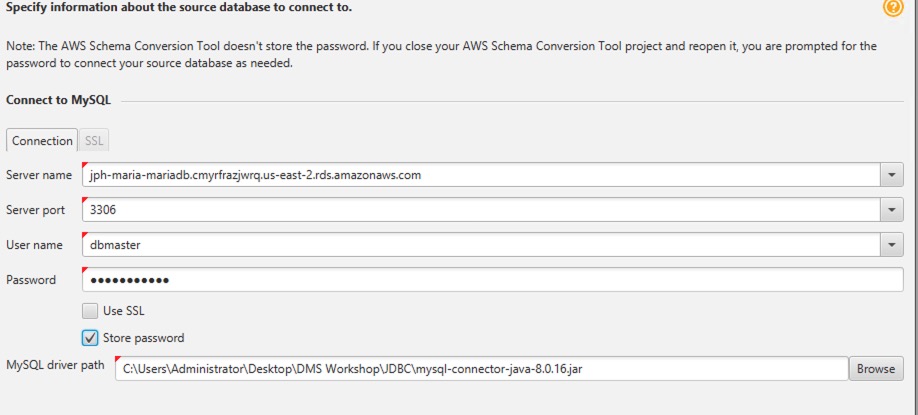 Specify information about the source database to connect to.
?
Note: The AWS Schema Conversion Tool doesn't store the password. If you close your AWS Schema Conversion Tool project and reopen it, you are prompted for the
password to connect your source database as needed.
Connect to MySQL
Connection SSL
Server name jph-maria-mariadb.cmyrfrazjwrq.us-east-2.rds.amazonaws.com
Server port 3306
User name dbmaster
Password ●●●●●●●●●●●
Use SSL
Store password
MySQL driver path C:\Users\Administrator\Desktop\DMS Workshop\JDBC\mysql-connector-java-8.0.16.jar Browse